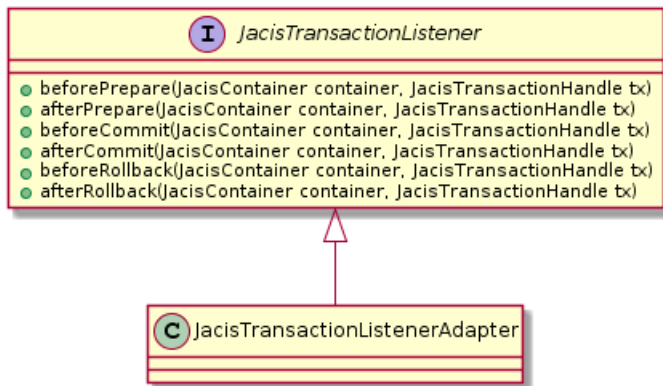 I JacisTransactionListener
beforePrepare(JacisContainer container, JacisTransactionHandle tx)
afterPrepare(JacisContainer container, JacisTransactionHandle tx)
beforeCommit(JacisContainer container, JacisTransactionHandle tx)
afterCommit(JacisContainer container, JacisTransactionHandle tx)
beforeRollback(JacisContainer container, JacisTransactionHandle tx)
afterRollback(JacisContainer container, JacisTransactionHandle tx)
C JacisTransactionListenerAdapter